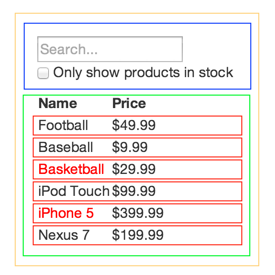 Search...
Only show products in stock
Name Price
Football $49.99
Baseball $9.99
Basketball $29.99
iPod Touch $99.99
iPhone 5 $399.99
Nexus 7 $199.99